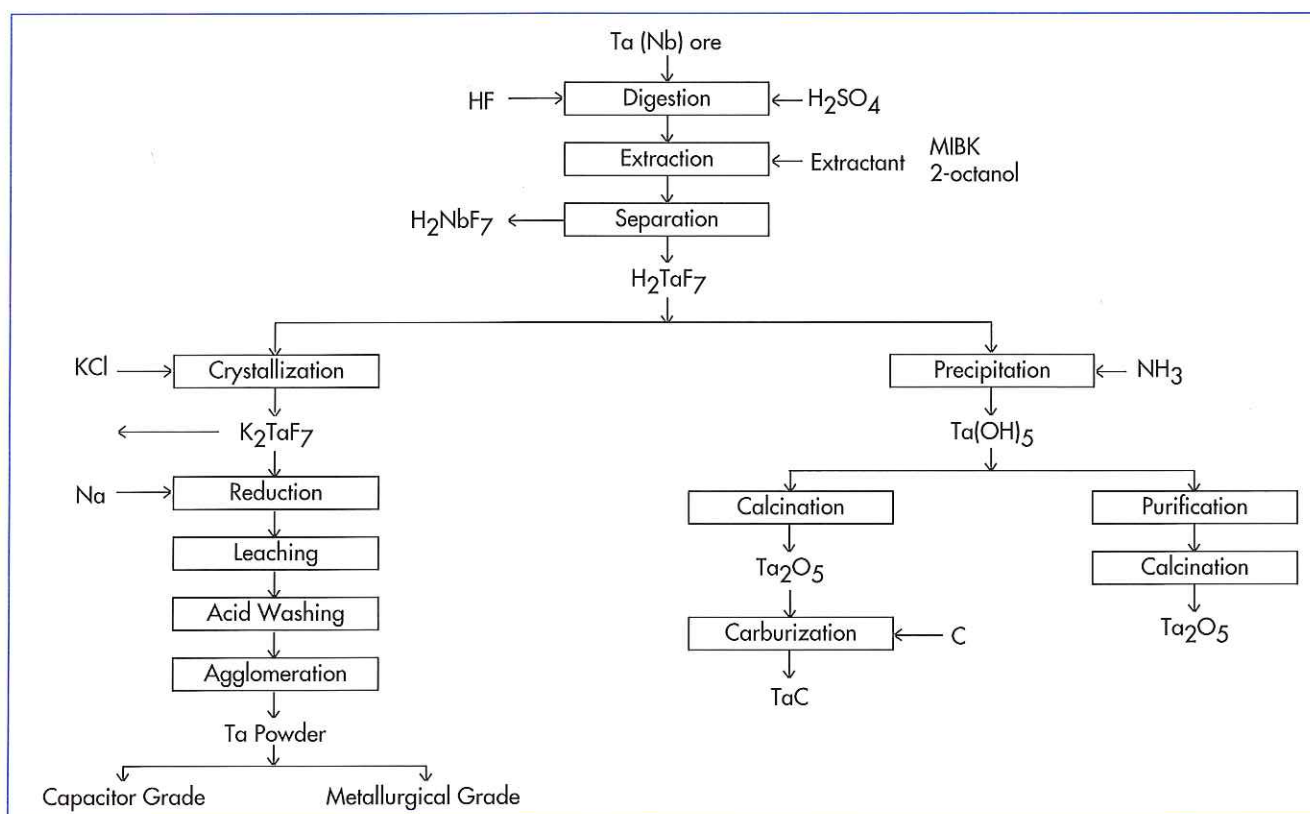 Ta (Nb) ore
HF
Digestion
H2SO4
Extraction
Extractant
MIBK
2-octanol
H2NbF7
Separation
H2TaF7
KCl
Crystallization
Precipitation
NH3
K2TaF7
Ta(OH)5
Na
Reduction
Calcination
Purification
Leaching
Ta2O5
Calcination
Acid Washing
Carburization
C
Ta2O5
Agglomeration
TaC
Ta Powder
Capacitor Grade
Metallurgical Grade